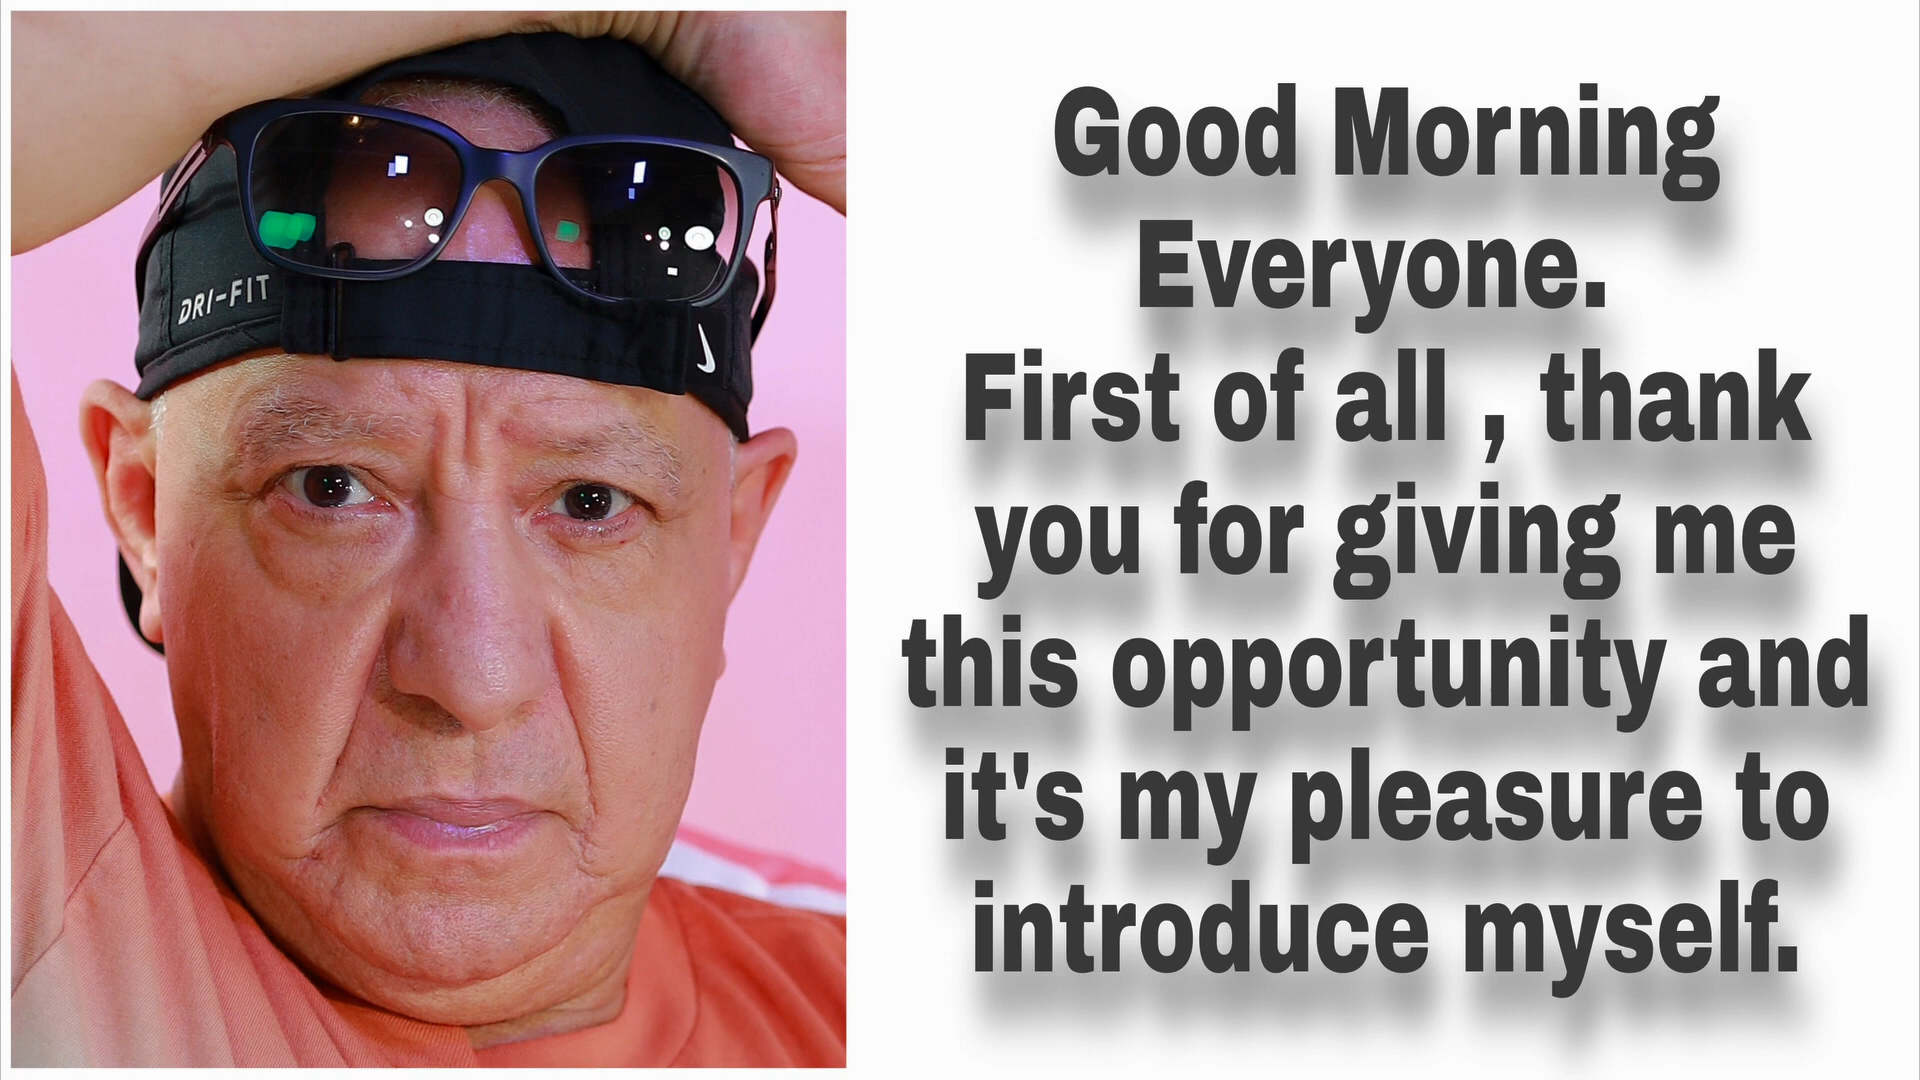 DRI-FIT
Good Morning
Everyone.
First of all , thank
you for giving me
this opportunity and
it's my pleasure to
introduce myself.